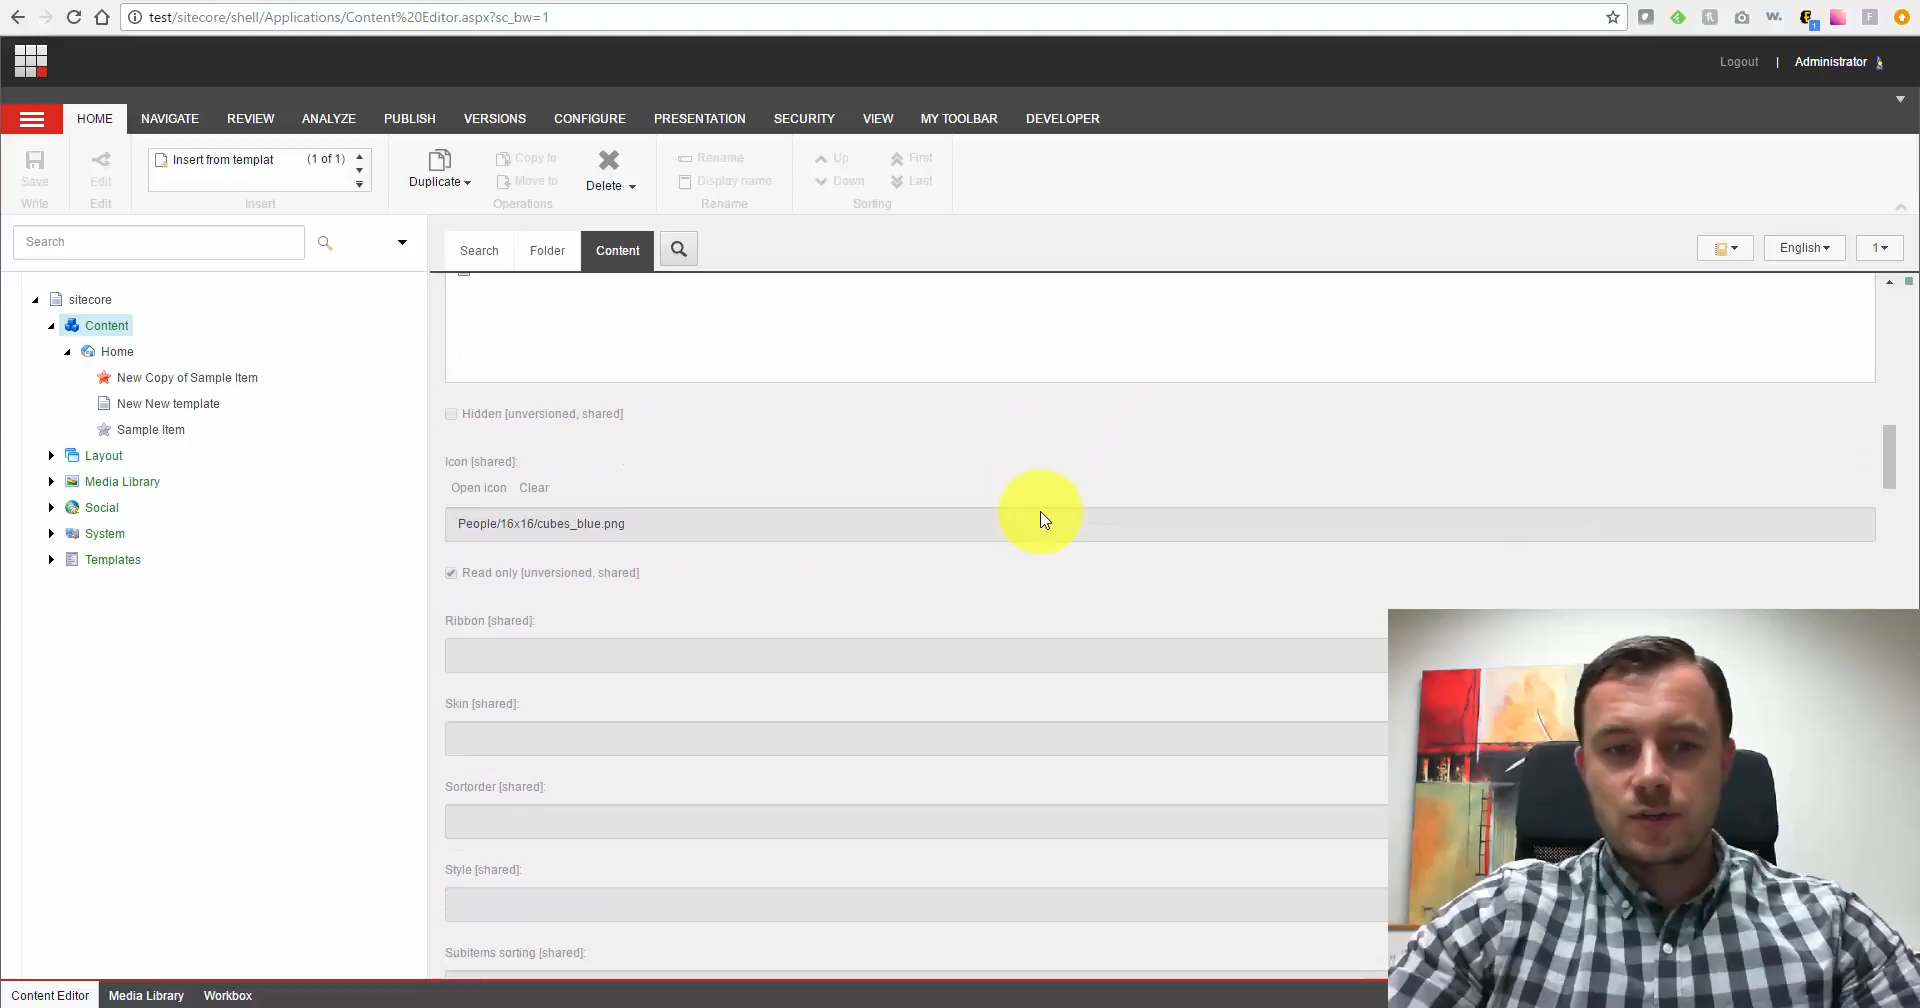 test/sitecore/shell/Applications/Content%20Editor.aspx?sc_bw=1
Logout | Administrator
HOME NAVIGATE REVIEW ANALYZE PUBLISH VERSIONS CONFIGURE PRESENTATION SECURITY VIEW MY TOOLBAR DEVELOPER
Save
Write
Edit
Edit
Insert from templat (1 of 1)
Insert
Duplicate
Copy to
Move to
Delete
Operations
Rename
Display name
Rename
Up First
Down Last
Sorting
Search
Search Folder Content
English 1
sitecore
Content
Home
New Copy of Sample Item
New New template
Sample Item
Layout
Media Library
Social
System
Templates
Hidden [unversioned, shared]
Icon [shared]:
Open icon Clear
People/16x16/cubes_blue.png
Read only [unversioned, shared]
Ribbon [shared]:
Skin [shared]:
Sortorder [shared]:
Style [shared]:
Subitems sorting [shared]:
Content Editor Media Library Workbox